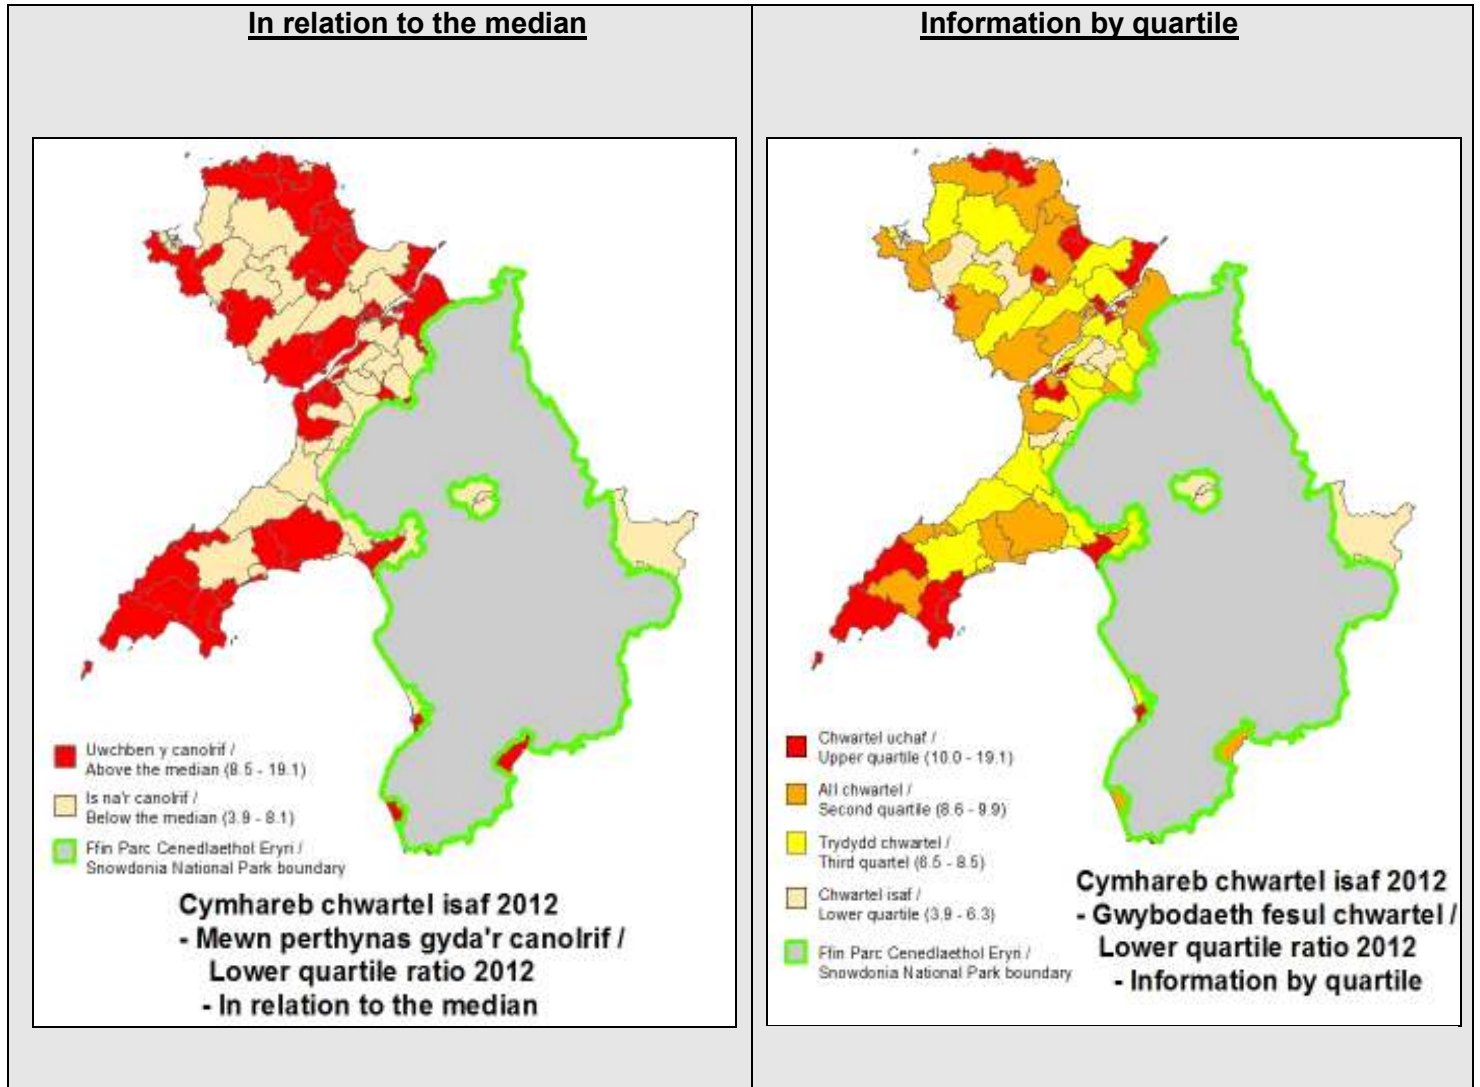 In relation to the median
Uwchben y canolrif /
Above the median (8.5 - 19.1)
Is na'r canolrif /
Below the median (3.9 - 8.1)
Ffin Parc Cenedlaethol Eryri /
Snowdonia National Park boundary
Cymhareb chwartel isaf 2012
- Mewn perthynas gyda'r canolrif /
Lower quartile ratio 2012
- In relation to the median
Information by quartile
Chwartel uchaf /
Upper quartile (10.0 - 19.1)
Ail chwartel /
Second quartile (8.6 - 9.9)
Trydydd chwartel /
Third quartel (6.5 - 8.5)
Chwartel isaf /
Lower quartile (3.9 - 6.3)
Ffin Parc Cenedlaethol Eryri /
Snowdonia National Park boundary
Cymhareb chwartel isaf 2012
- Gwybodaeth fesul chwartel /
Lower quartile ratio 2012
- Information by quartile